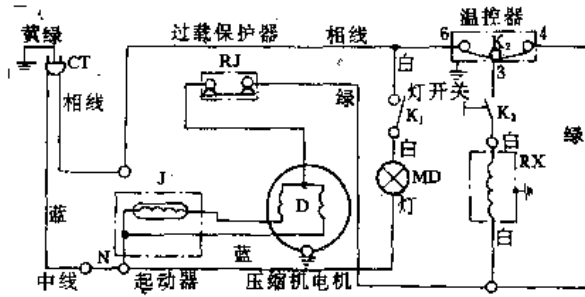 黄绿
CT
相线
过载保护器
RJ
相线
温控器
6
K₂
4
3
白
灯开关
K₁
绿
K₃
白
绿
白
RX
MD
灯
白
J
D
蓝
蓝
N
中线
起动器
压缩机电机